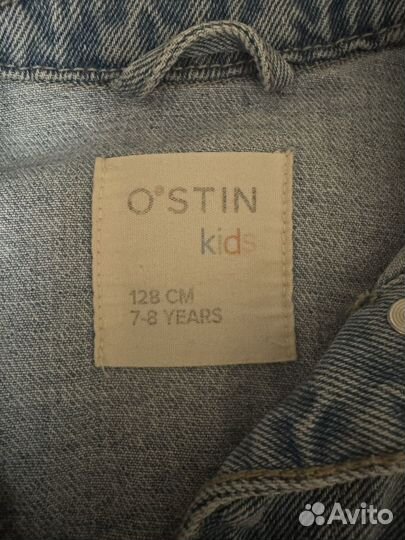 O'STIN
kids
128 CM
7-8 YEARS
Avito